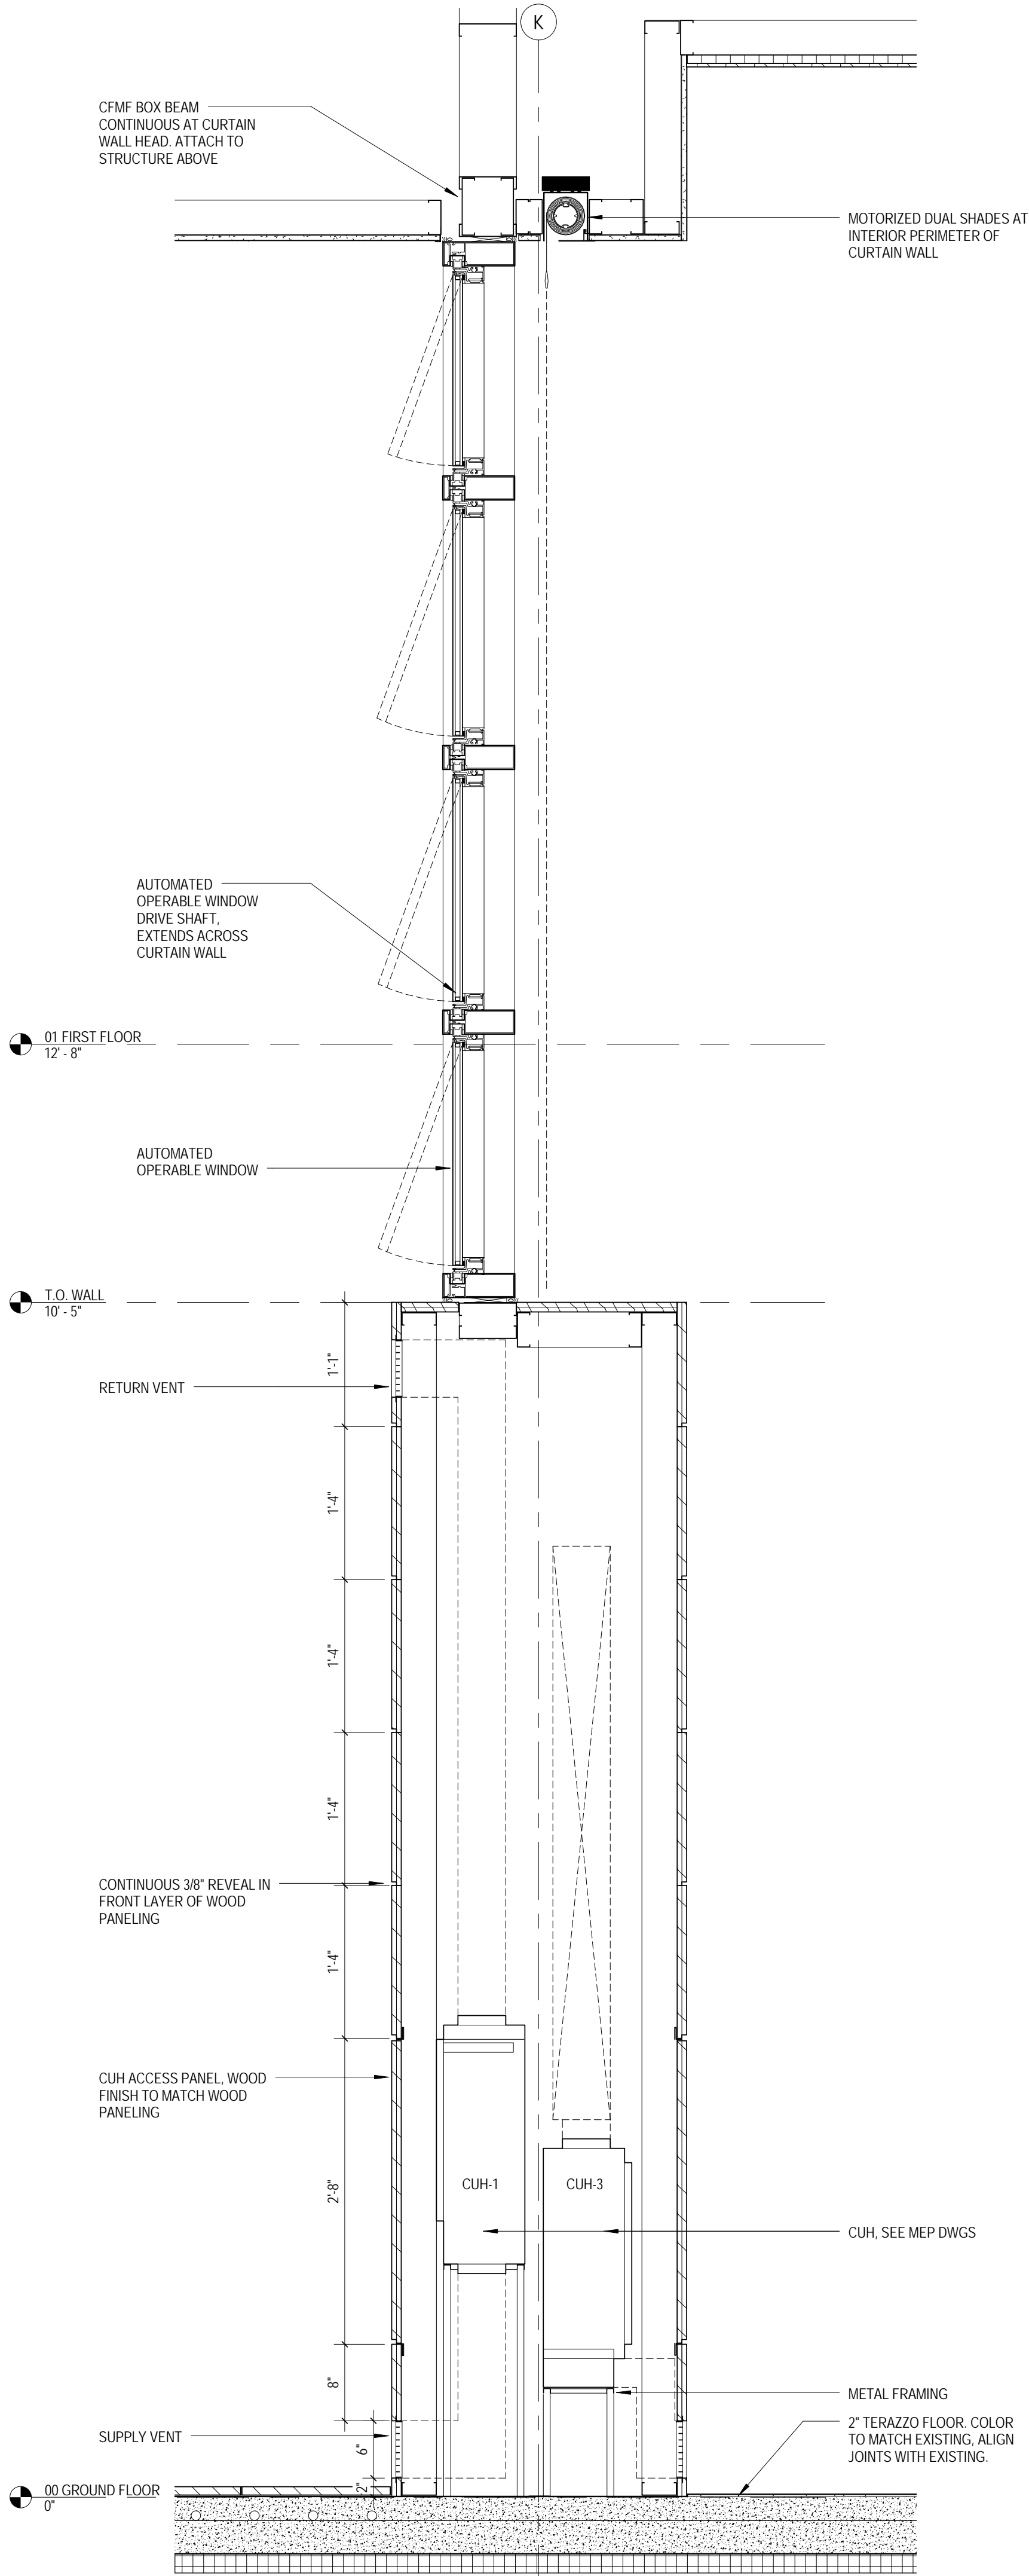 K
CFMF BOX BEAM
CONTINUOUS AT CURTAIN
WALL HEAD. ATTACH TO
STRUCTURE ABOVE
MOTORIZED DUAL SHADES AT
INTERIOR PERIMETER OF
CURTAIN WALL
AUTOMATED
OPERABLE WINDOW
DRIVE SHAFT,
EXTENDS ACROSS
CURTAIN WALL
01 FIRST FLOOR
12' - 8"
AUTOMATED
OPERABLE WINDOW
T.O. WALL
10' - 5"
1'-1"
RETURN VENT
1'-4"
1'-4"
1'-4"
CONTINUOUS 3/8" REVEAL IN
FRONT LAYER OF WOOD
PANELING
1'-4"
CUH ACCESS PANEL, WOOD
FINISH TO MATCH WOOD
PANELING
2'-8"
CUH-1
CUH-3
CUH, SEE MEP DWGS
8"
METAL FRAMING
SUPPLY VENT
6"
2" TERAZZO FLOOR. COLOR
TO MATCH EXISTING, ALIGN
JOINTS WITH EXISTING.
2"
00 GROUND FLOOR
0"